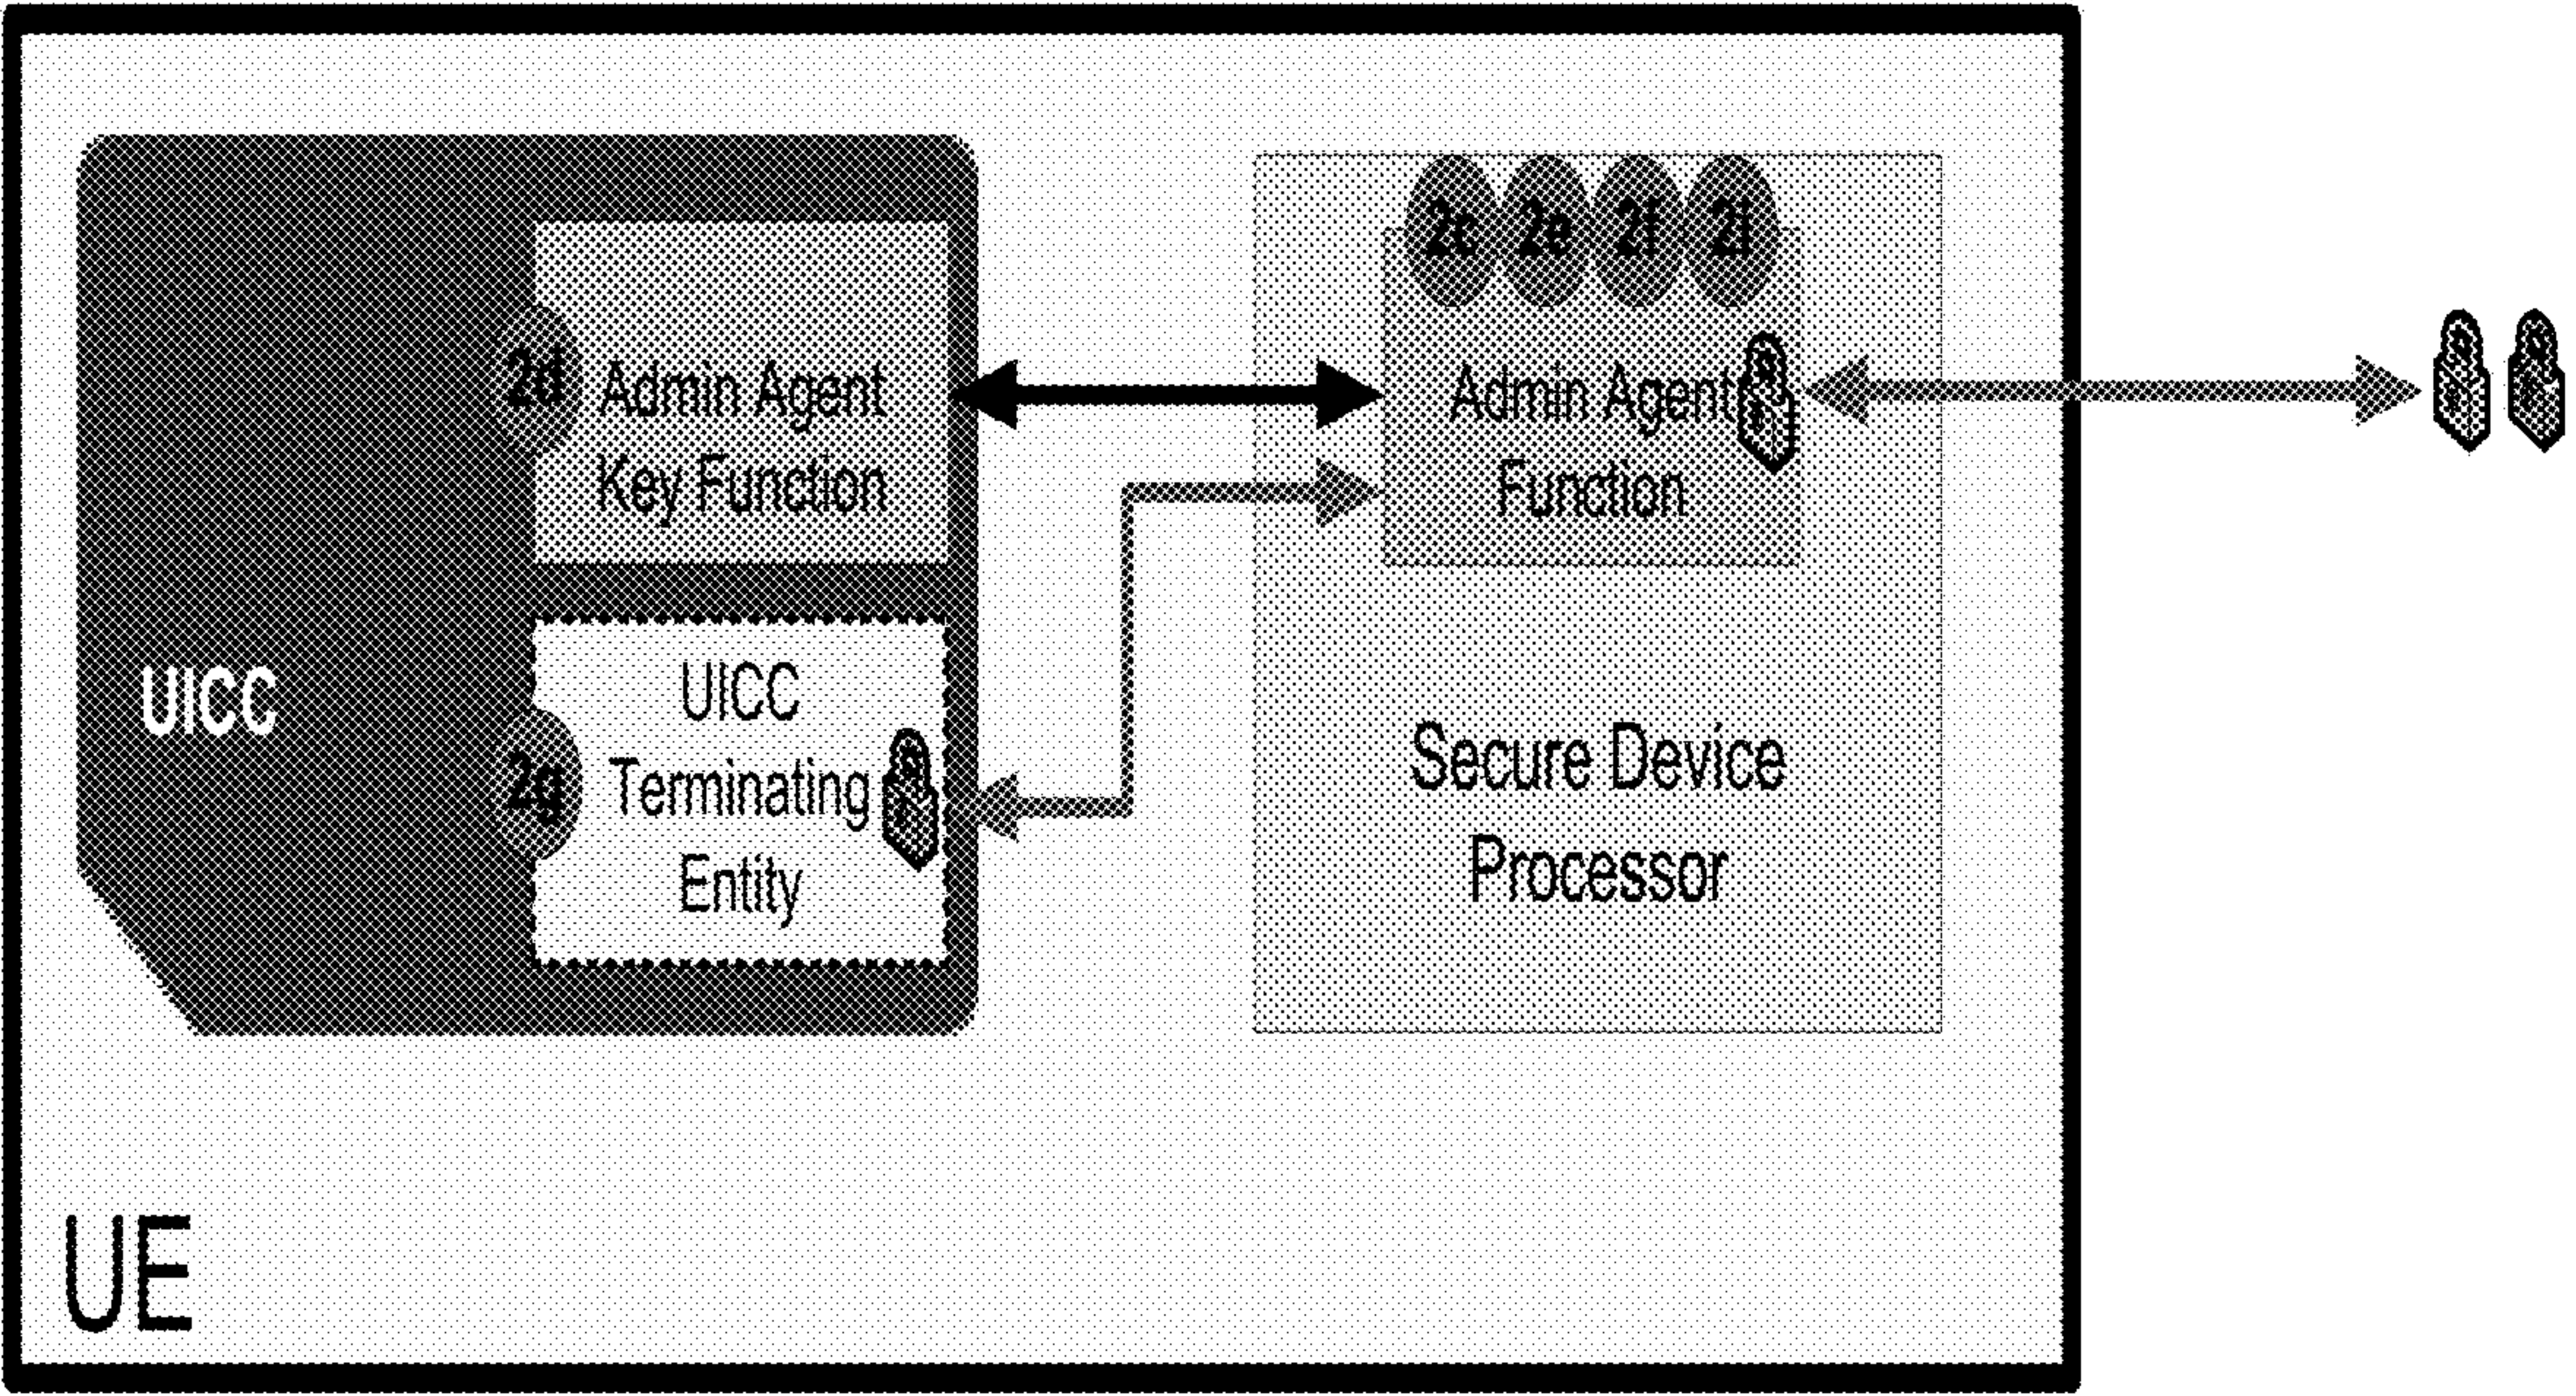 2c 2e 2f 2i
2d
Admin Agent
Key Function
Admin Agent
Function
UICC
UICC
2g
Terminating
Entity
Secure Device
Processor
UE